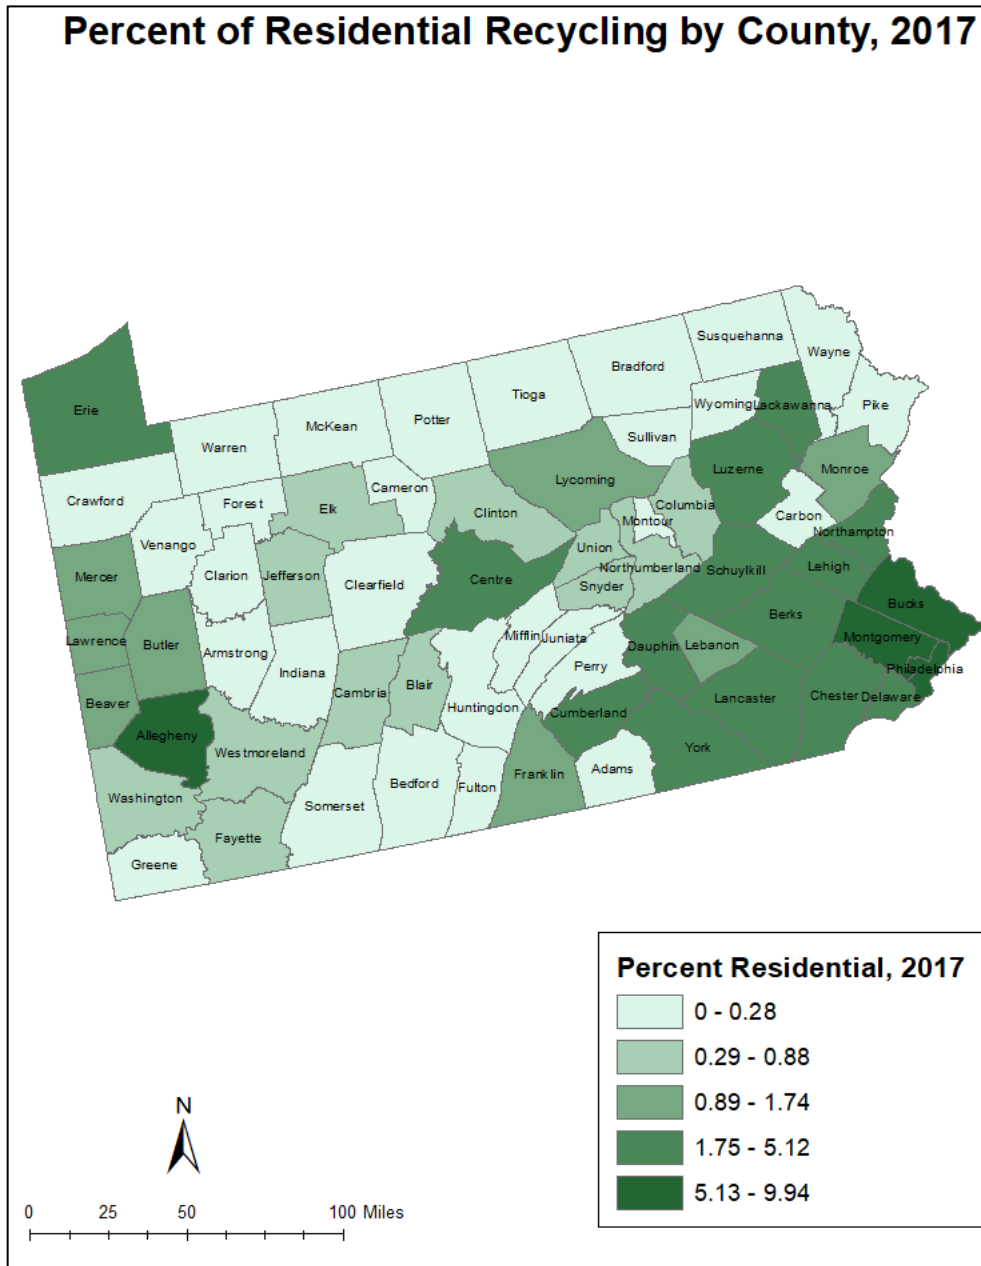 Percent of Residential Recycling by County, 2017
Susquehanna
Wayne
Bradford
Tioga
Erie
Wyoming
Lackawanna
Pike
McKean
Potter
Warren
Sullivan
Luzerne
Monroe
Lycoming
Crawford
Cameron
Forest
Elk
Columbia
Clinton
Montour
Carbon
Northampton
Venango
Union
Mercer
Clarion
Jefferson
Clearfield
Centre
Snyder
Northumberland
Schuylkill
Lehigh
Bucks
Berks
Lawrence
Butler
Armstrong
Mifflin
Juniata
Dauphin
Lebanon
Montgomery
Indiana
Perry
Philadelphia
Beaver
Cambria
Blair
Huntingdon
Cumberland
Lancaster
Chester
Delaware
Allegheny
Westmoreland
York
Washington
Somerset
Bedford
Fulton
Franklin
Adams
Fayette
Greene
Percent Residential, 2017
0 - 0.28
0.29 - 0.88
0.89 - 1.74
1.75 - 5.12
5.13 - 9.94
N
0 25 50 100 Miles